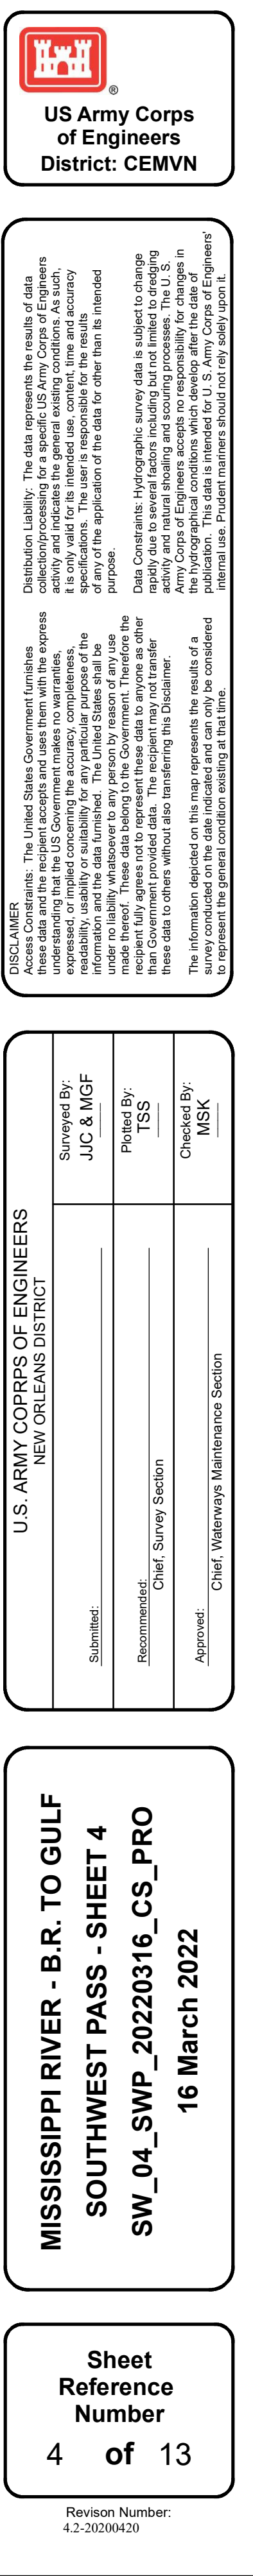 ®
US Army Corps
of Engineers
District: CEMVN
DISCLAIMER
Access Constraints: The United States Government furnishes
these data and the recipient accepts and uses them with the express
understanding that the US Government makes no warranties,
expressed, or implied concerning the accuracy, completeness,
readability, usability or suitability for any particular purpose of the
information and the data furnished. The United States shall be
under no liability whatsoever to any person by reason of any use
made thereof. These data belong to the Government. Therefore the
recipient fully agrees not to represent these data to anyone as other
than Government provided data. The recipient may not transfer
these data to others without also transferring this Disclaimer.
The information depicted on this map represents the results of a
survey conducted on the date indicated and can only be considered
to represent the general condition existing at that time.
Distribution Liability: The data represents the results of data
collection/processing for a specific US Army Corps of Engineers
activity and indicates the general existing conditions. As such,
it is only valid for its intended use, content, time and accuracy
specifications. The user is responsible for the results
of any of the application of the data for other than its intended
purpose.
Data Constraints: Hydrographic survey data is subject to change
rapidly due to several factors including but not limited to dredging
activity and natural shoaling and scouring processes. The U. S.
Army Corps of Engineers accepts no responsibility for changes in
the hydrographical conditions which develop after the date of
publication. This data is intended for U. S. Army Corps of Engineers'
internal use. Prudent mariners should not rely solely upon it.
U.S. ARMY COPRPS OF ENGINEERS
NEW ORLEANS DISTRICT
Submitted:
Surveyed By:
JJC & MGF
Recommended:
Chief, Survey Section
Plotted By:
TSS
Approved:
Chief, Waterways Maintenance Section
Checked By:
MSK
MISSISSIPPI RIVER - B.R. TO GULF
SOUTHWEST PASS - SHEET 4
SW_04_SWP_20220316_CS_PRO
16 March 2022
Sheet
Reference
Number
4 of 13
Revison Number:
4.2-20200420